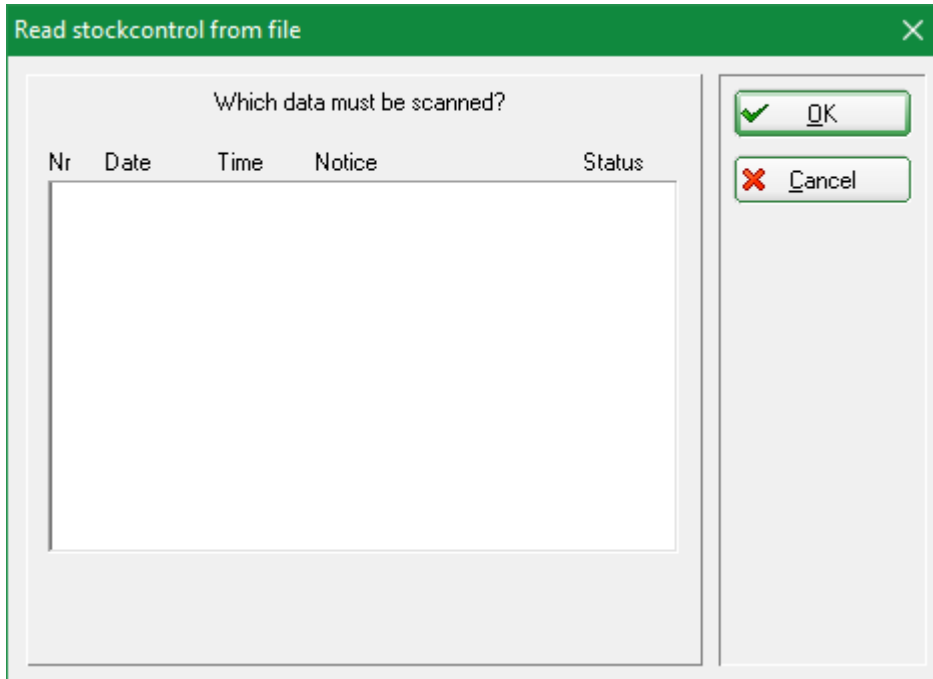 Read stockcontrol from file
Which data must be scanned?
Nr Date Time Notice Status
OK
Cancel